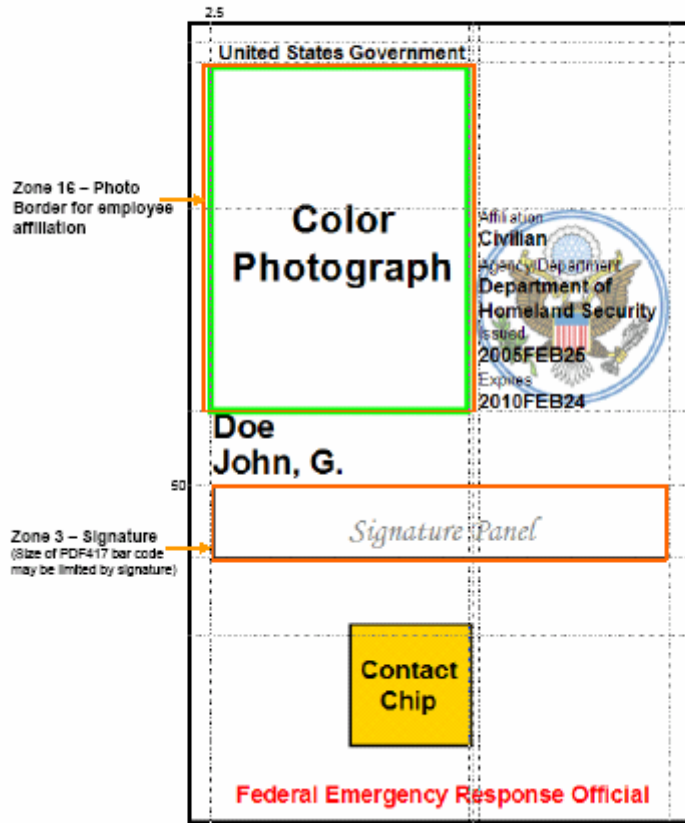 2.5
United States Government
Zone 16 – Photo
Border for employee
affiliation
Color
Photograph
Affiliation
Civilian
Agency/Department
Department of
Homeland Security
Issued
2005FEB25
Expires
2010FEB24
Doe
John, G.
50
Zone 3 – Signature
(Size of PDF417 bar code
may be limited by signature)
Signature Panel
Contact
Chip
Federal Emergency Response Official